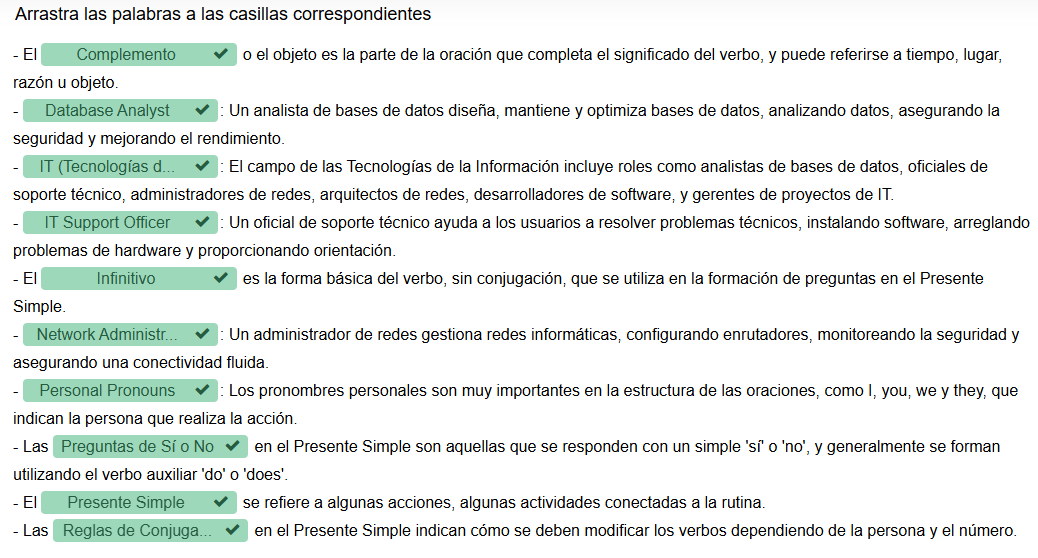 Arrastra las palabras a las casillas correspondientes
- El Complemento ✔ o el objeto es la parte de la oración que completa el significado del verbo, y puede referirse a tiempo, lugar,
razón u objeto.
- Database Analyst ✔ : Un analista de bases de datos diseña, mantiene y optimiza bases de datos, analizando datos, asegurando la
seguridad y mejorando el rendimiento.
- IT (Tecnologías d... ✔ : El campo de las Tecnologías de la Información incluye roles como analistas de bases de datos, oficiales de
soporte técnico, administradores de redes, arquitectos de redes, desarrolladores de software, y gerentes de proyectos de IT.
- IT Support Officer ✔ : Un oficial de soporte técnico ayuda a los usuarios a resolver problemas técnicos, instalando software, arreglando
problemas de hardware y proporcionando orientación.
- El Infinitivo ✔ es la forma básica del verbo, sin conjugación, que se utiliza en la formación de preguntas en el Presente
Simple.
- Network Administr... ✔ : Un administrador de redes gestiona redes informáticas, configurando enrutadores, monitoreando la seguridad y
asegurando una conectividad fluida.
- Personal Pronouns ✔ : Los pronombres personales son muy importantes en la estructura de las oraciones, como I, you, we y they, que
indican la persona que realiza la acción.
- Las Preguntas de Sí o No ✔ en el Presente Simple son aquellas que se responden con un simple 'sí' o 'no', y generalmente se forman
utilizando el verbo auxiliar 'do' o 'does'.
- El Presente Simple ✔ se refiere a algunas acciones, algunas actividades conectadas a la rutina.
- Las Reglas de Conjuga... ✔ en el Presente Simple indican cómo se deben modificar los verbos dependiendo de la persona y el número.